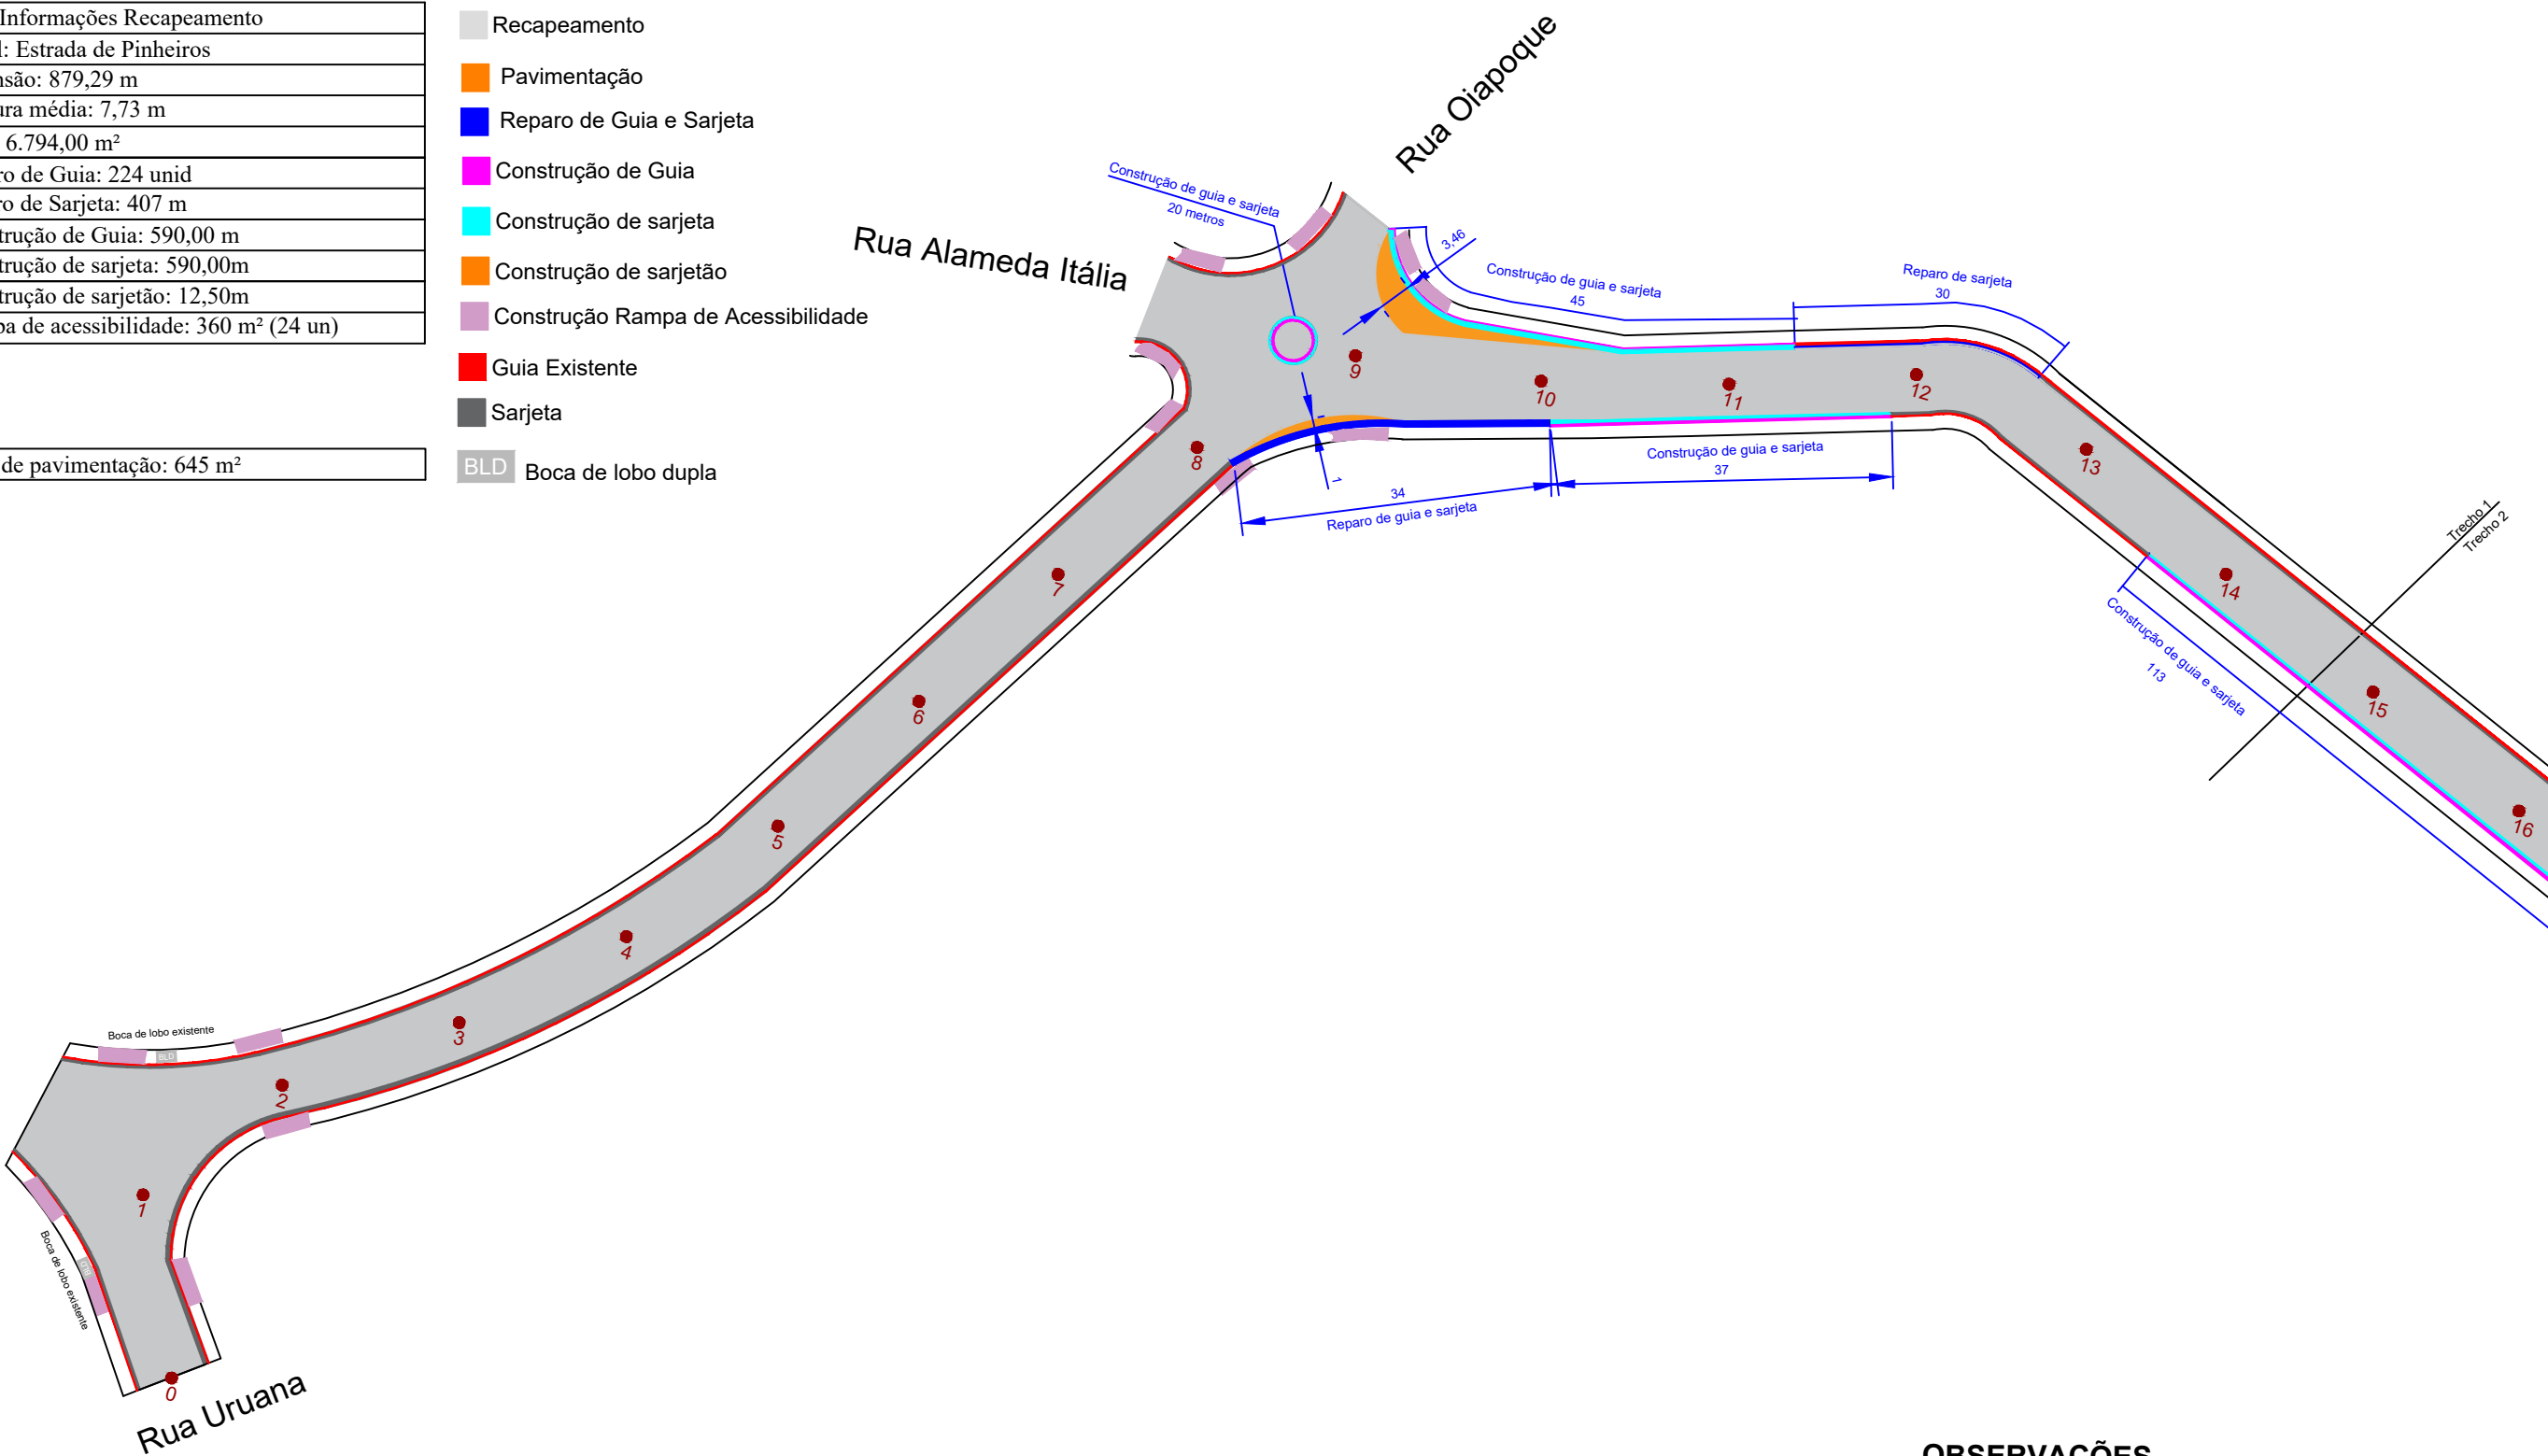 Informações Recapeamento
l: Estrada de Pinheiros
nsão: 879,29 m
ura média: 7,73 m
6.794,00 m²
ro de Guia: 224 unid
ro de Sarjeta: 407 m
trução de Guia: 590,00 m
trução de sarjeta: 590,00m
trução de sarjetão: 12,50m
pa de acessibilidade: 360 m² (24 un)
de pavimentação: 645 m²
Recapeamento
Pavimentação
Reparo de Guia e Sarjeta
Construção de Guia
Construção de sarjeta
Construção de sarjetão
Construção Rampa de Acessibilidade
Guia Existente
Sarjeta
BLD Boca de lobo dupla
Rua Oiapoque
Rua Alameda Itália
Construção de guia e sarjeta
20 metros
3,46
Construção de guia e sarjeta
45
Reparo de sarjeta
30
9
10
11
12
8
1
34
Reparo de guia e sarjeta
Construção de guia e sarjeta
37
13
Trecho 1
Trecho 2
14
Construção de guia e sarjeta
113
15
16
7
6
5
4
3
Boca de lobo existente
BLD
2
1
Boca de lobo existente
BLD
0
Rua Uruana
OBSERVAÇÕES